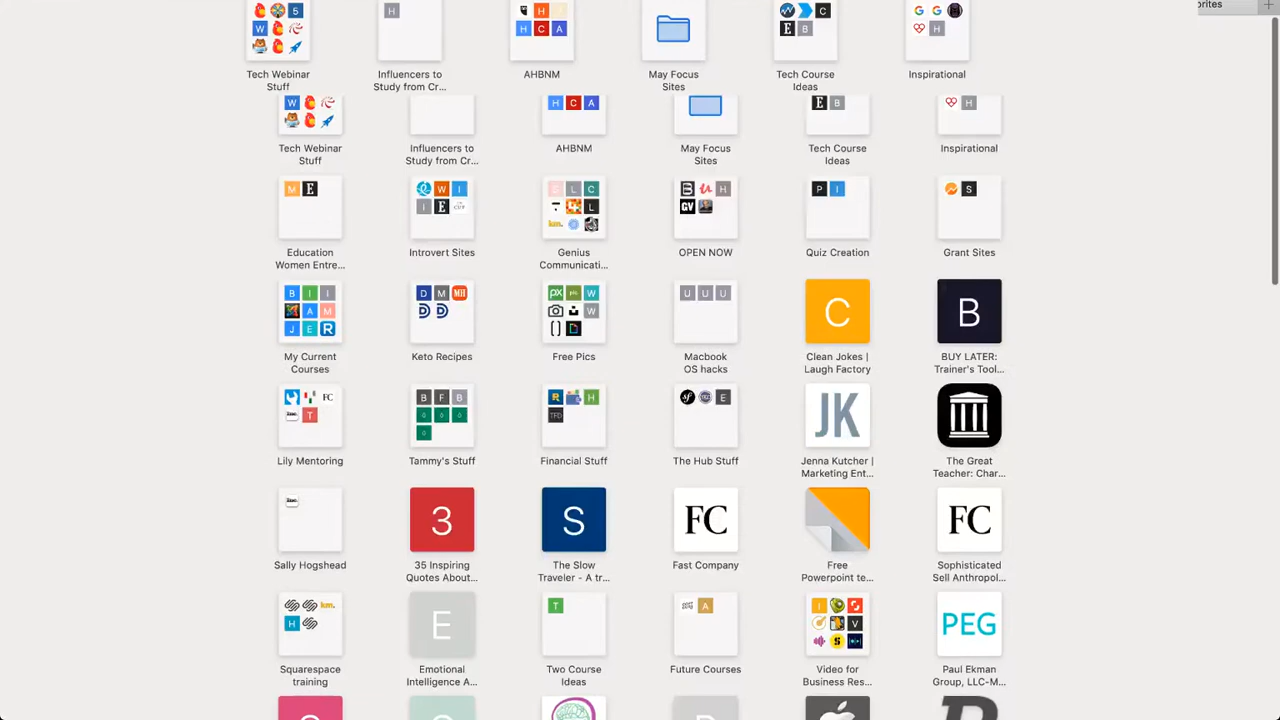 orites
Tech Webinar
Stuff
Influencers to
Study from Cr...
AHBNM
May Focus
Sites
Tech Course
Ideas
Inspirational
Tech Webinar
Stuff
Influencers to
Study from Cr...
AHBNM
May Focus
Sites
Tech Course
Ideas
Inspirational
Education
Women Entre...
Introvert Sites
Genius
Communicati...
OPEN NOW
Quiz Creation
Grant Sites
My Current
Courses
Keto Recipes
Free Pics
Macbook
OS hacks
C
Clean Jokes |
Laugh Factory
B
BUY LATER:
Trainer's Tool...
Lily Mentoring
Tammy's Stuff
Financial Stuff
The Hub Stuff
JK
Jenna Kutcher |
Marketing Ent...
The Great
Teacher: Char...
Sally Hogshead
3
35 Inspiring
Quotes About...
S
The Slow
Traveler - A tr...
FC
Fast Company
Free
Powerpoint te...
FC
Sophisticated
Sell Anthropol...
Squarespace
training
E
Emotional
Intelligence A...
Two Course
Ideas
Future Courses
Video for
Business Res...
PEG
Paul Ekman
Group, LLC-M...